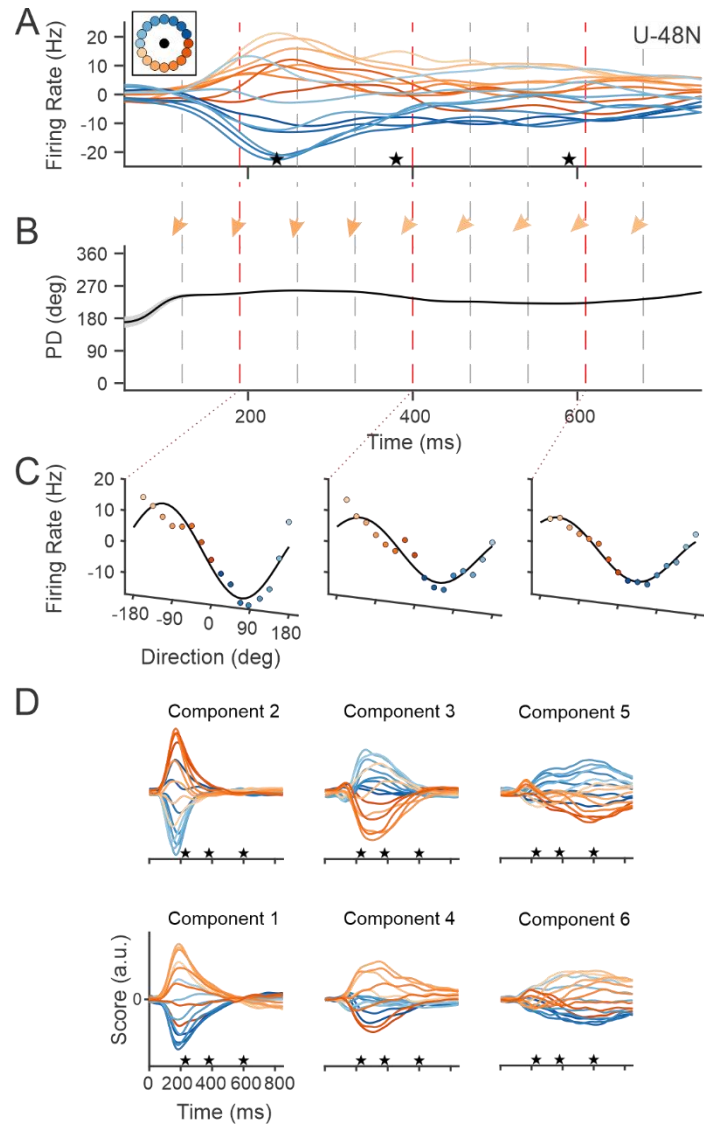 A
U-48N
Firing Rate (Hz)
20
10
0
-10
-20
B
PD (deg)
360
270
180
90
0
200 400 600
Time (ms)
C
Firing Rate (Hz)
20
10
0
-10
-180 -90 0 90 180
Direction (deg)
D
Component 2 Component 3 Component 5
Component 1 Component 4 Component 6
Score (a.u.)
0
0 200 400 600 800
Time (ms)